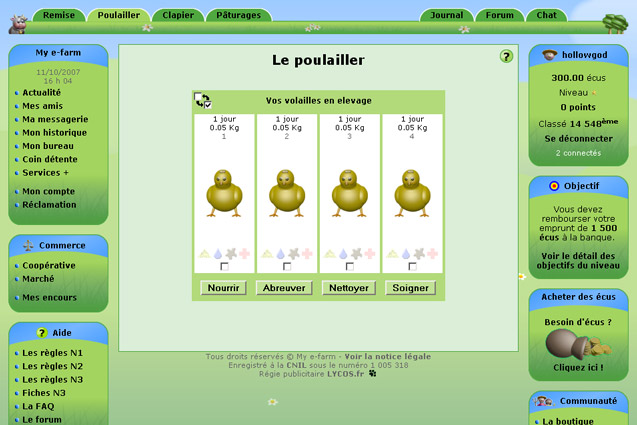 Remise
Poulailler
Clapier
Pâturages
Journal
Forum
Chat
My e-farm
11/10/2007
16 h 04
Actualité
Mes amis
Ma messagerie
Mon historique
Mon bureau
Coin détente
Services +
Mon compte
Réclamation
Commerce
Coopérative
Marché
Mes encours
? Aide
Les règles N1
Les règles N2
Les règles N3
Fiches N3
La FAQ
Le forum
Le poulailler
?
Vos volailles en elevage
1 jour
0.05 Kg
1
1 jour
0.05 Kg
2
1 jour
0.05 Kg
3
1 jour
0.05 Kg
4
Nourrir
Abreuver
Nettoyer
Soigner
Tous droits réservés © My e-farm - Voir la notice légale
Enregistré à la CNIL sous le numéro 1 005 318
Régie publicitaire LYCOS.fr
hollowgod
300.00 écus
Niveau
0 points
Classé 14 548ème
Se déconnecter
2 connectés
Objectif
Vous devez
rembourser votre
emprunt de 1 500
écus à la banque.
Voir le détail des
objectifs du niveau
Acheter des écus
Besoin d'écus ?
Cliquez ici !
Communauté
La boutique